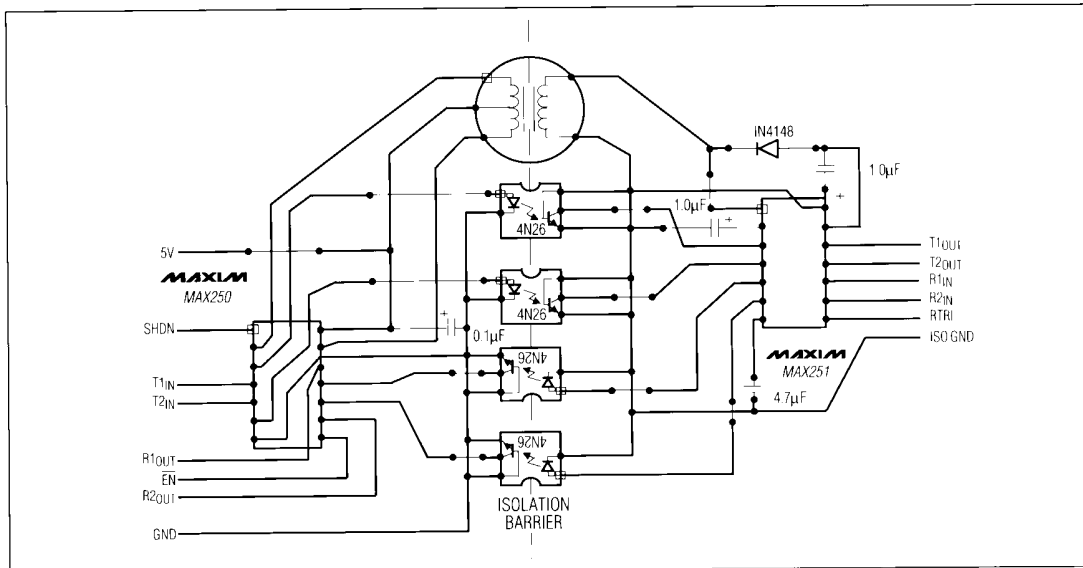 IN4148
1.0µF
+
1.0µF
+
4N26
5V
MAXIM
MAX250
T1OUT
T2OUT
R1IN
R2IN
RTRI
ISO GND
4N26
SHDN
+
0.1µF
4N26
MAXIM
MAX251
4.7µF
T1IN
T2IN
4N26
R1OUT
EN
R2OUT
GND
ISOLATION
BARRIER